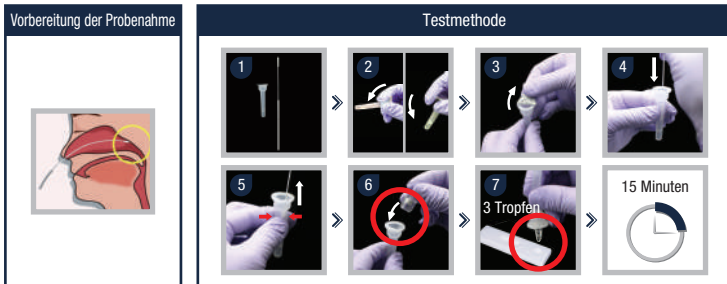 Vorbereitung der Probenahme
Testmethode
1
2
3
4
5
6
7
3 Tropfen
15 Minuten